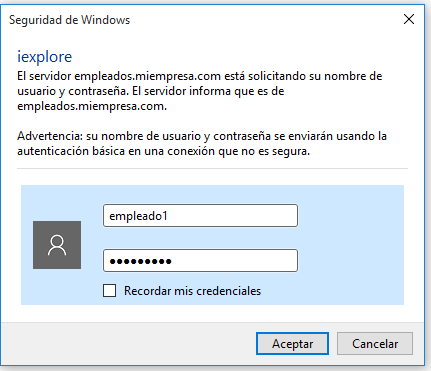 Seguridad de Windows
iexplore
El servidor empleados.miempresa.com está solicitando su nombre de
usuario y contraseña. El servidor informa que es de
empleados.miempresa.com.
Advertencia: su nombre de usuario y contraseña se enviarán usando la
autenticación básica en una conexión que no es segura.
empleado1
●●●●●●●●●
Recordar mis credenciales
Aceptar Cancelar